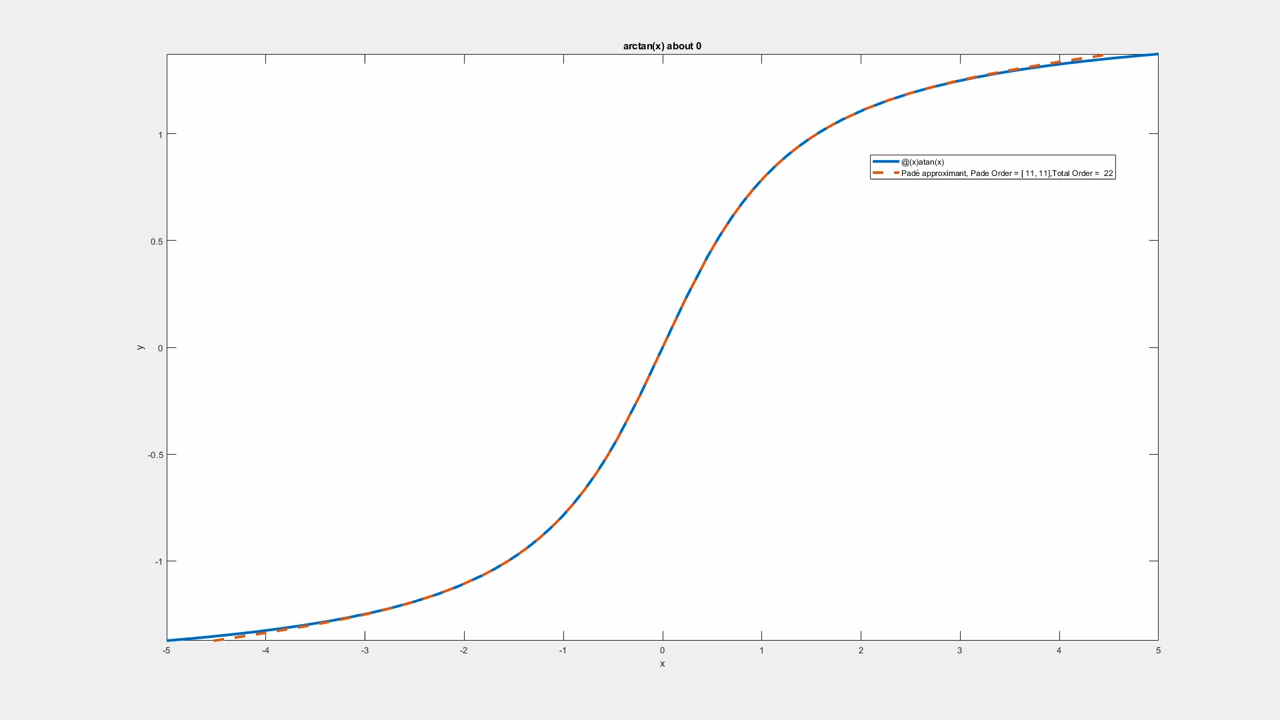 arctan(x) about 0
@(x)atan(x)
Padé approximant, Pade Order = [ 11, 11],Total Order =  22
1
0.5
0
-0.5
-1
y
-5 -4 -3 -2 -1 0 1 2 3 4 5
x